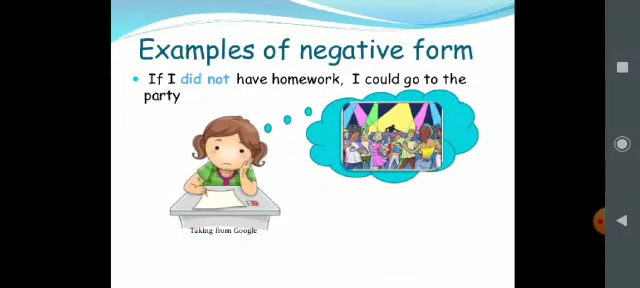 Examples of negative form
If I did not have homework, I could go to the
party
Taking from Google